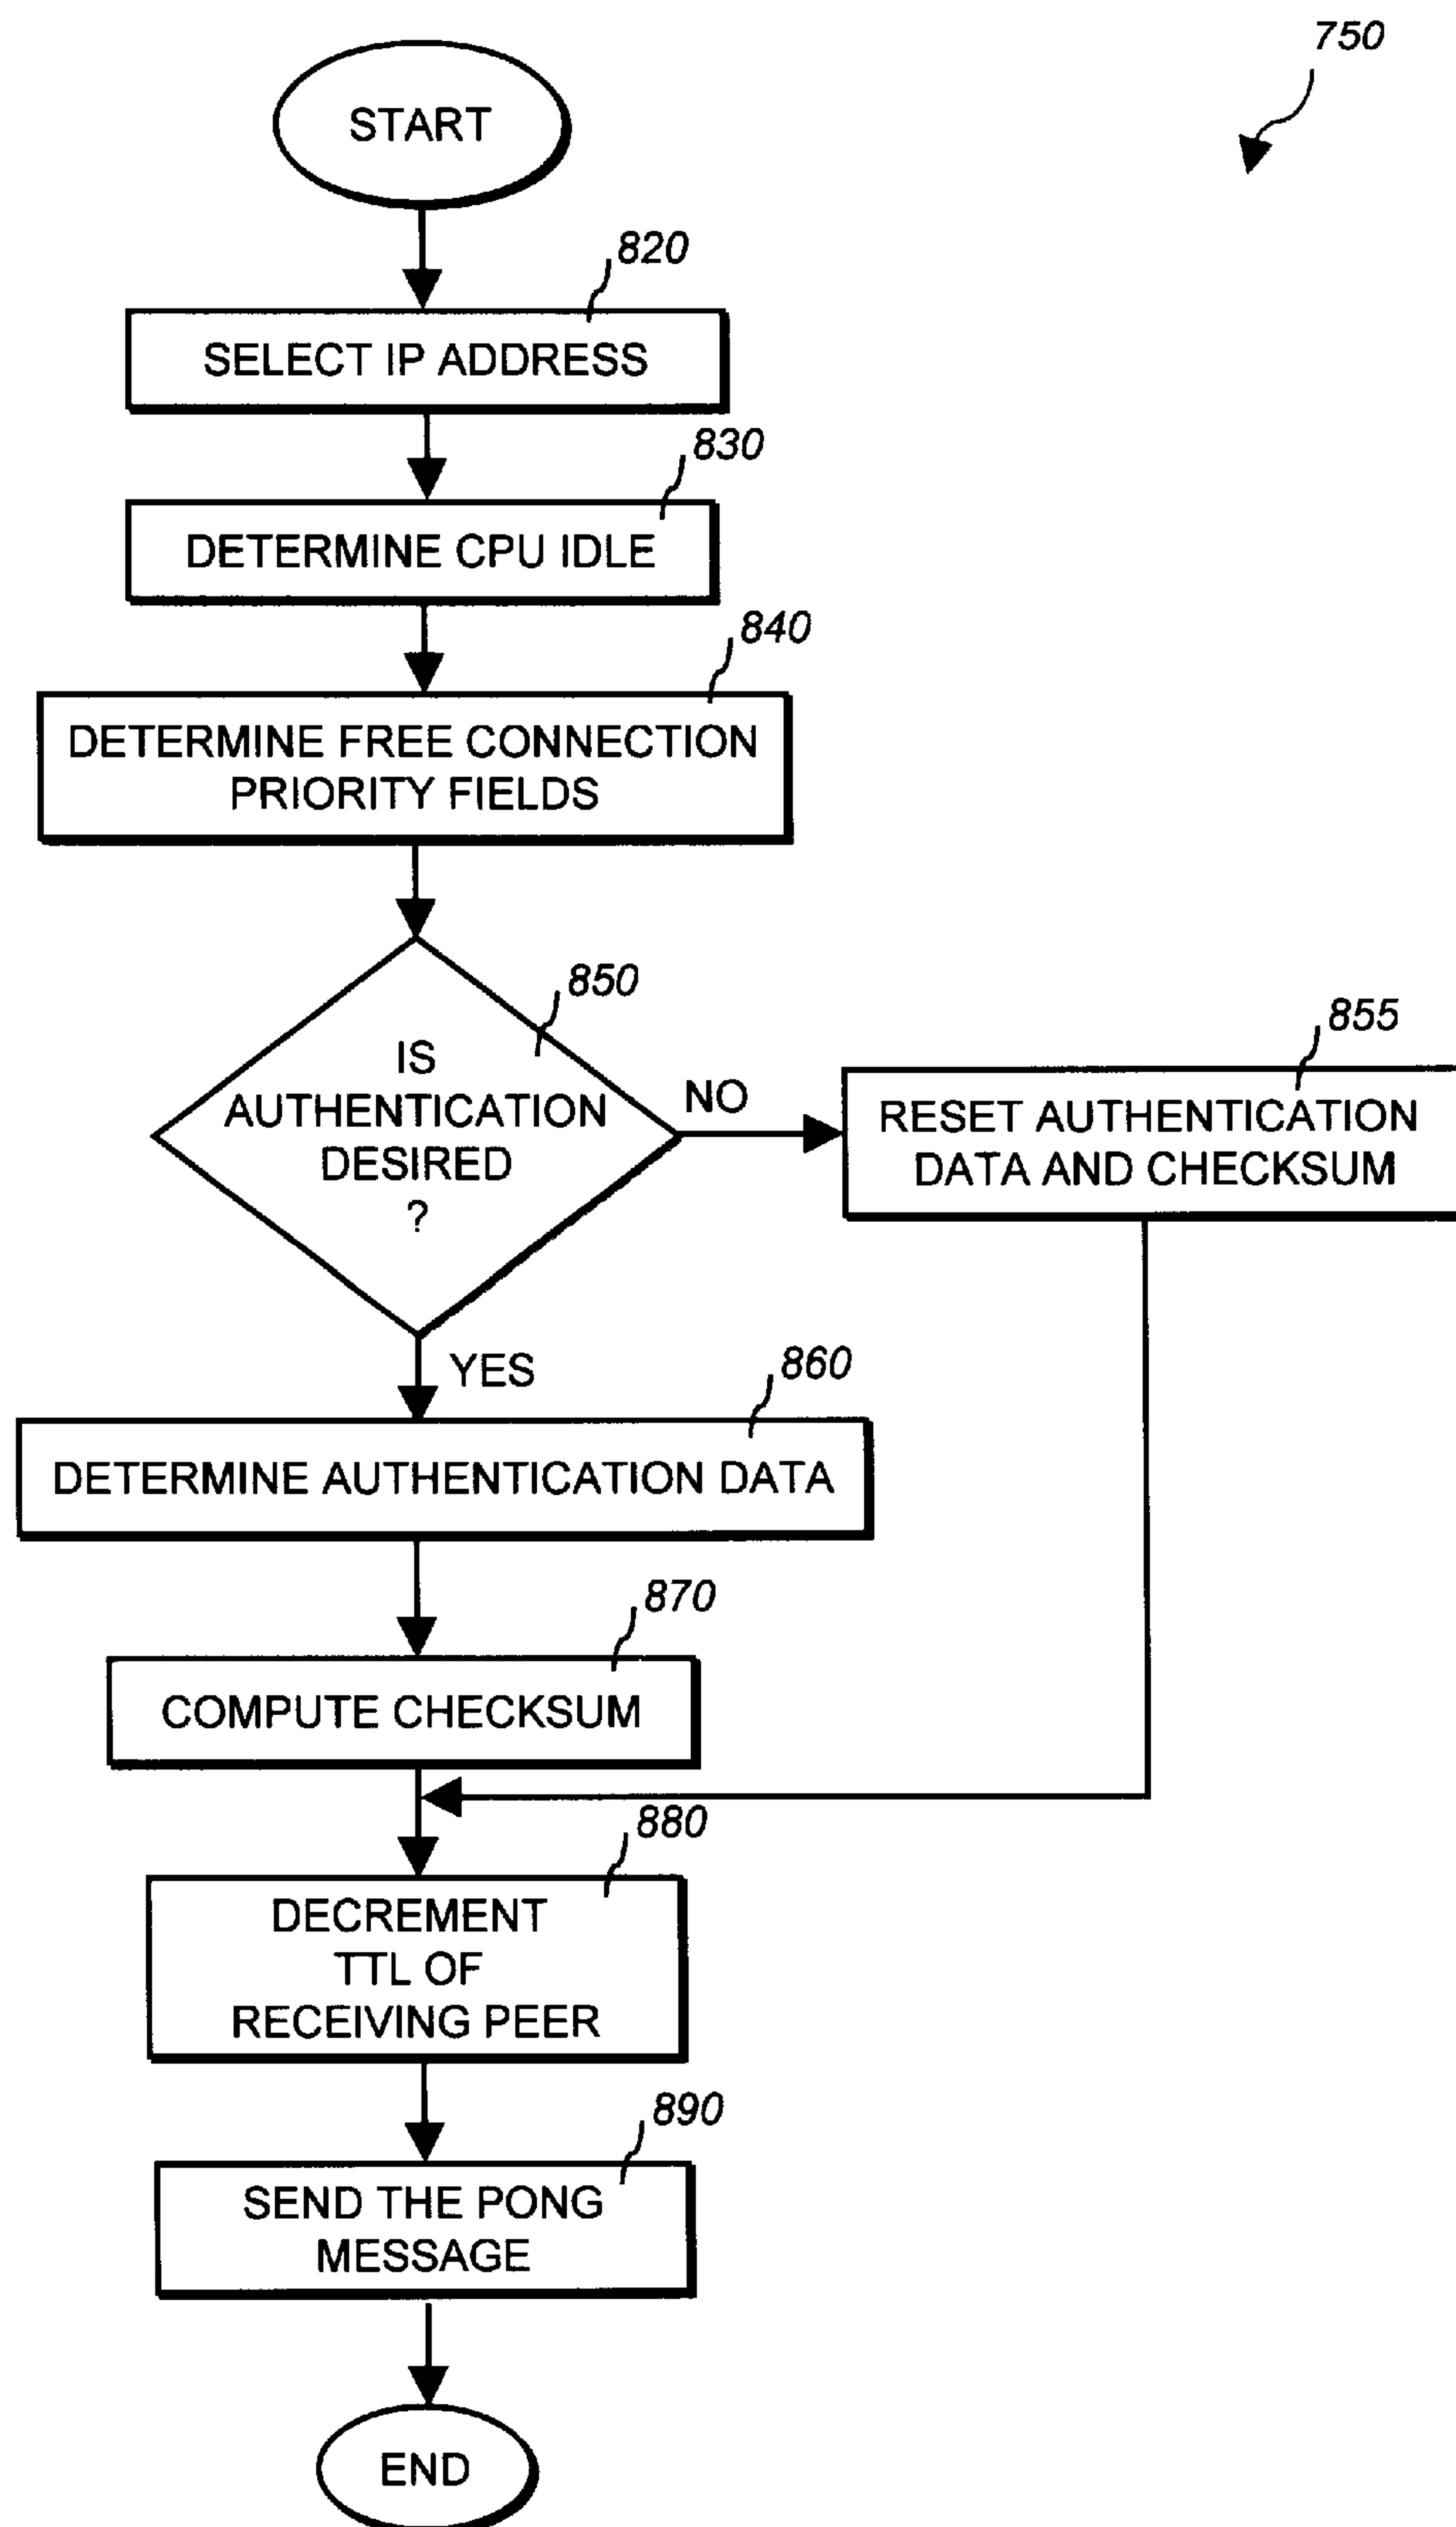 750
START
820
SELECT IP ADDRESS
830
DETERMINE CPU IDLE
840
DETERMINE FREE CONNECTION
PRIORITY FIELDS
850
IS
AUTHENTICATION
DESIRED
?
NO
855
RESET AUTHENTICATION
DATA AND CHECKSUM
YES
860
DETERMINE AUTHENTICATION DATA
870
COMPUTE CHECKSUM
880
DECREMENT
TTL OF
RECEIVING PEER
890
SEND THE PONG
MESSAGE
END